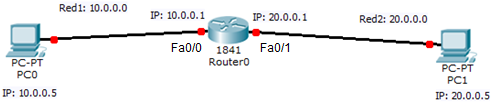 Red1: 10.0.0.0
IP: 10.0.0.1
IP: 20.0.0.1
Red2: 20.0.0.0
Fa0/0
Fa0/1
1841
Router0
PC-PT
PC0
IP: 10.0.0.5
PC-PT
PC1
IP: 20.0.0.5